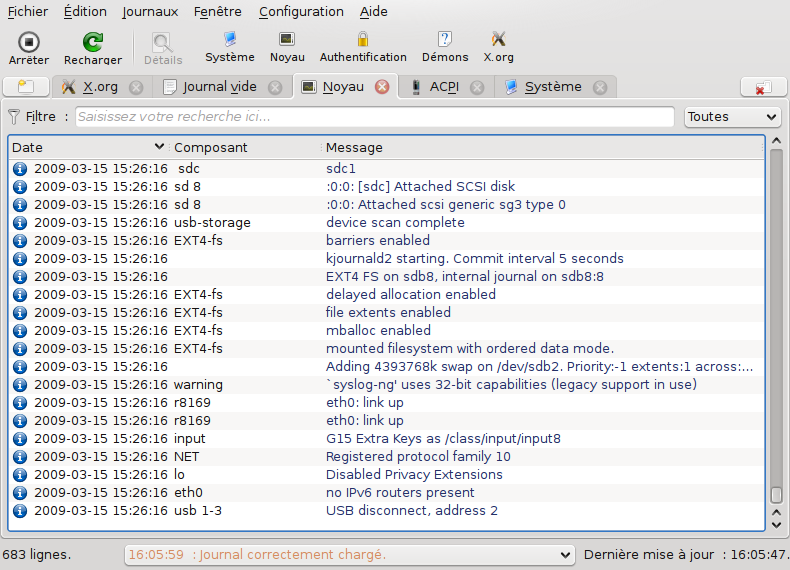 Fichier Édition Journaux Fenêtre Configuration Aide
Arrêter Recharger Détails Système Noyau Authentification Démons X.org
X.org Journal vide Noyau ACPI Système
Filtre : Saisissez votre recherche ici... Toutes
Date Composant Message
2009-03-15 15:26:16 sdc sdc1
2009-03-15 15:26:16 sd 8 :0:0: [sdc] Attached SCSI disk
2009-03-15 15:26:16 sd 8 :0:0: Attached scsi generic sg3 type 0
2009-03-15 15:26:16 usb-storage device scan complete
2009-03-15 15:26:16 EXT4-fs barriers enabled
2009-03-15 15:26:16 kjournald2 starting. Commit interval 5 seconds
2009-03-15 15:26:16 EXT4 FS on sdb8, internal journal on sdb8:8
2009-03-15 15:26:16 EXT4-fs delayed allocation enabled
2009-03-15 15:26:16 EXT4-fs file extents enabled
2009-03-15 15:26:16 EXT4-fs mballoc enabled
2009-03-15 15:26:16 EXT4-fs mounted filesystem with ordered data mode.
2009-03-15 15:26:16 Adding 4393768k swap on /dev/sdb2. Priority:-1 extents:1 across:...
2009-03-15 15:26:16 warning `syslog-ng' uses 32-bit capabilities (legacy support in use)
2009-03-15 15:26:16 r8169 eth0: link up
2009-03-15 15:26:16 r8169 eth0: link up
2009-03-15 15:26:16 input G15 Extra Keys as /class/input/input8
2009-03-15 15:26:16 NET Registered protocol family 10
2009-03-15 15:26:16 lo Disabled Privacy Extensions
2009-03-15 15:26:16 eth0 no IPv6 routers present
2009-03-15 15:26:16 usb 1-3 USB disconnect, address 2
683 lignes. 16:05:59 : Journal correctement chargé. Dernière mise à jour : 16:05:47.